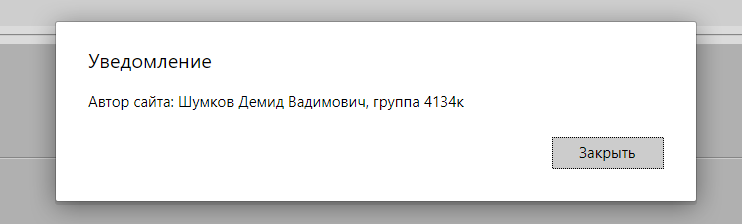 Уведомление
Автор сайта: Шумков Демид Вадимович, группа 4134к
Закрыть